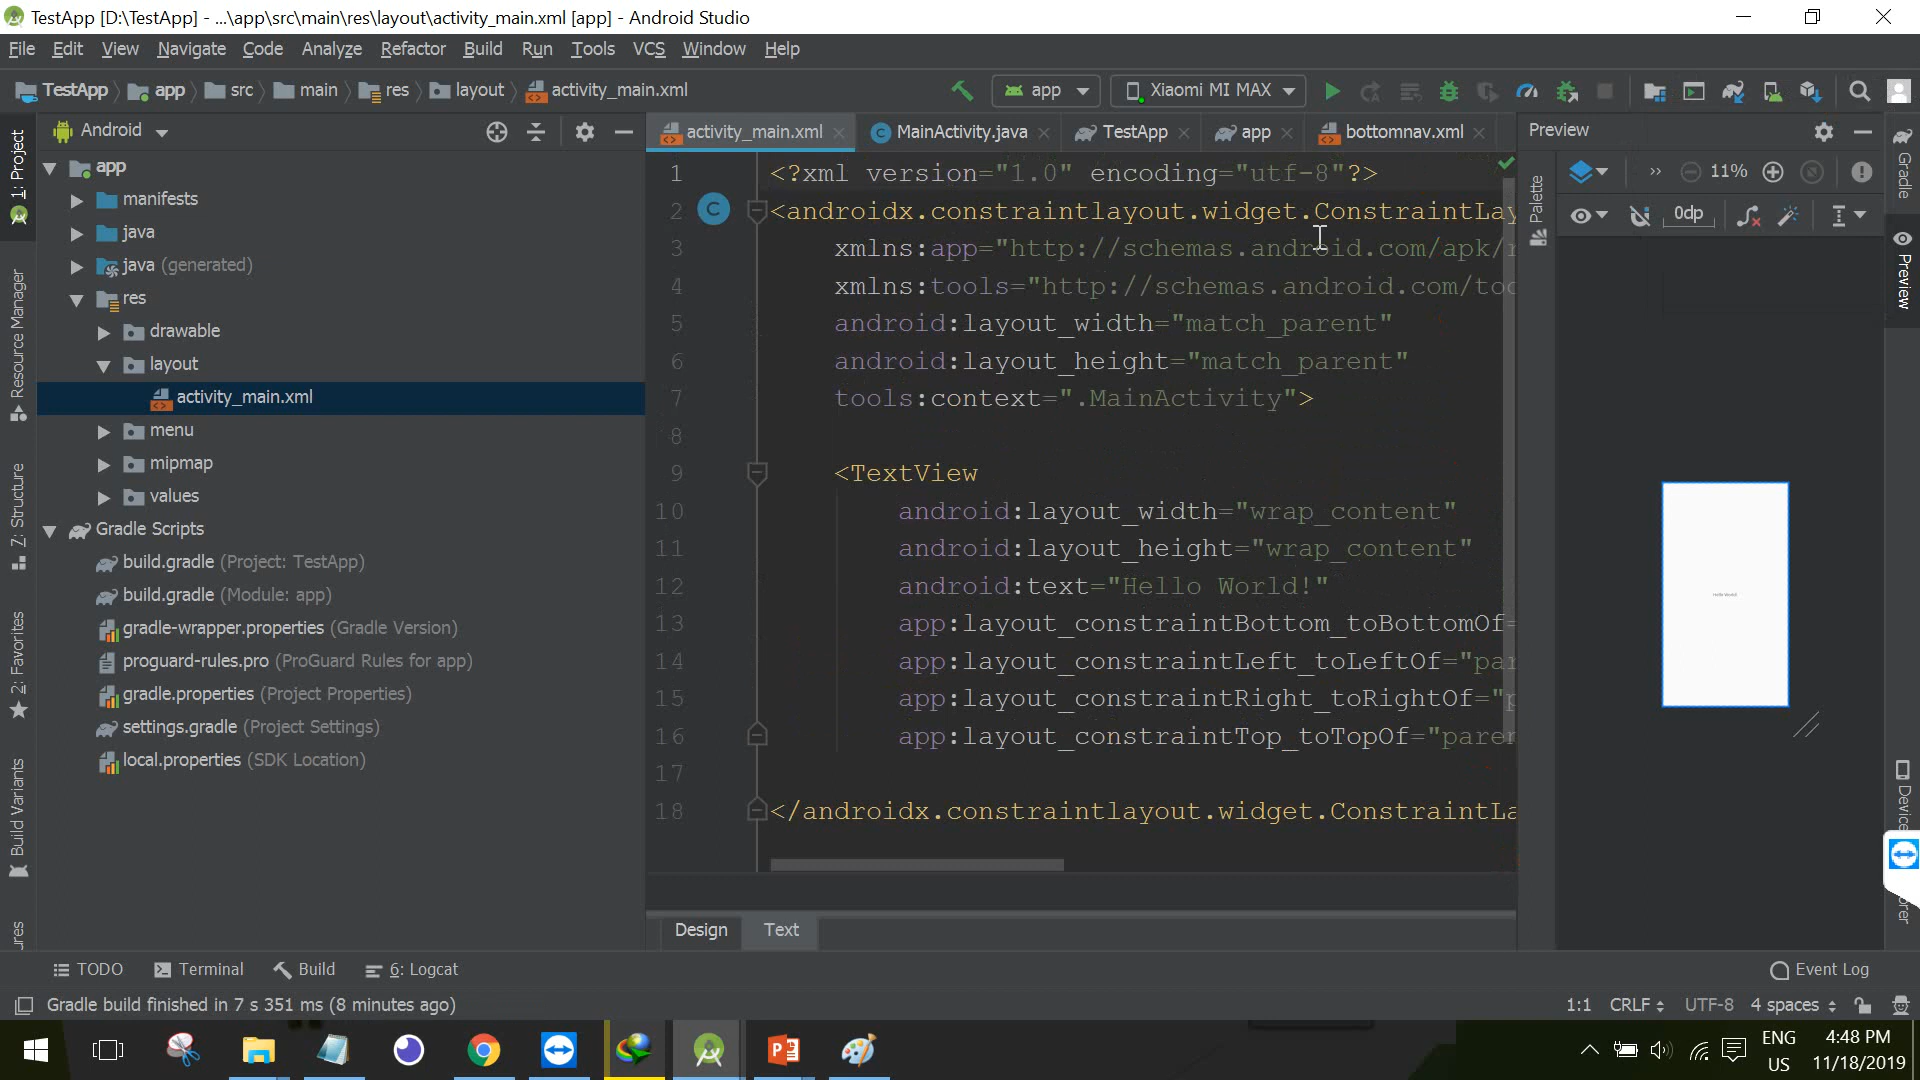 TestApp [D:\TestApp] - ...\app\src\main\res\layout\activity_main.xml [app] - Android Studio
File Edit View Navigate Code Analyze Refactor Build Run Tools VCS Window Help
TestApp app src main res layout activity_main.xml app Xiaomi MI MAX
1: Project
Resource Manager
Z: Structure
2: Favorites
Build Variants
Android
app
manifests
java
java (generated)
res
drawable
layout
activity_main.xml
menu
mipmap
values
Gradle Scripts
build.gradle (Project: TestApp)
build.gradle (Module: app)
gradle-wrapper.properties (Gradle Version)
proguard-rules.pro (ProGuard Rules for app)
gradle.properties (Project Properties)
settings.gradle (Project Settings)
local.properties (SDK Location)
activity_main.xml MainActivity.java TestApp app bottomnav.xml
1 <?xml version="1.0" encoding="utf-8"?>
2 <androidx.constraintlayout.widget.ConstraintLay
3 xmlns:app="http://schemas.android.com/apk/r
4 xmlns:tools="http://schemas.android.com/too
5 android:layout_width="match_parent"
6 android:layout_height="match_parent"
7 tools:context=".MainActivity">
8
9 <TextView
10 android:layout_width="wrap_content"
11 android:layout_height="wrap_content"
12 android:text="Hello World!"
13 app:layout_constraintBottom_toBottomOf=
14 app:layout_constraintLeft_toLeftOf="par
15 app:layout_constraintRight_toRightOf="p
16 app:layout_constraintTop_toTopOf="paren
17
18 </androidx.constraintlayout.widget.ConstraintLa
Design Text
Preview
Palette
11%
0dp
Hello World!
Gradle
Preview
Device
orer
TODO Terminal Build 6: Logcat Event Log
Gradle build finished in 7 s 351 ms (8 minutes ago) 1:1 CRLF UTF-8 4 spaces
ENG
US
4:48 PM
11/18/2019